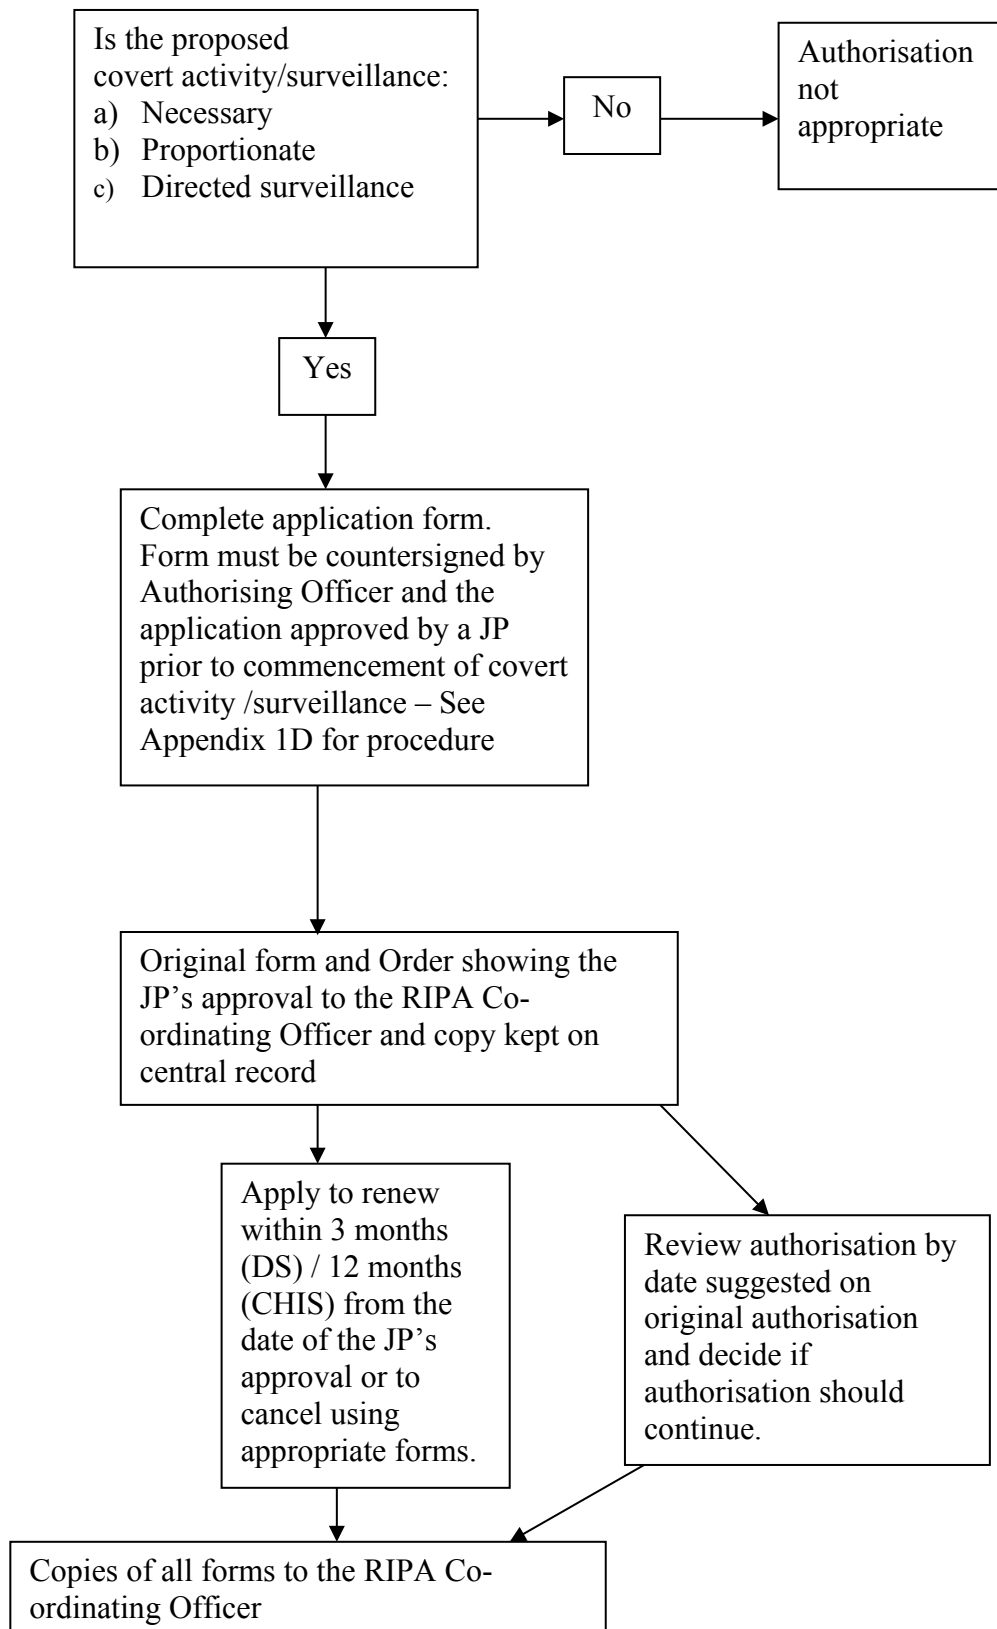 Is the proposed
covert activity/surveillance:
a) Necessary
b) Proportionate
c) Directed surveillance
No
Authorisation
not
appropriate
Yes
Complete application form.
Form must be countersigned by
Authorising Officer and the
application approved by a JP
prior to commencement of covert
activity /surveillance – See
Appendix 1D for procedure
Original form and Order showing the
JP’s approval to the RIPA Co-
ordinating Officer and copy kept on
central record
Apply to renew
within 3 months
(DS) / 12 months
(CHIS) from the
date of the JP’s
approval or to
cancel using
appropriate forms.
Review authorisation by
date suggested on
original authorisation
and decide if
authorisation should
continue.
Copies of all forms to the RIPA Co-
ordinating Officer